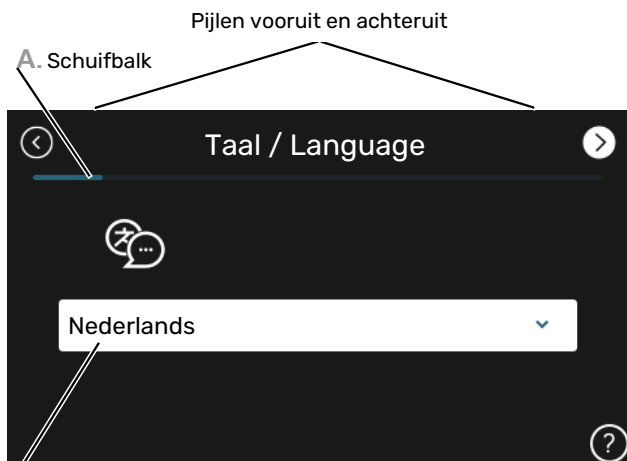 Pijlen vooruit en achteruit
A. Schuifbalk
Taal / Language
Nederlands
?